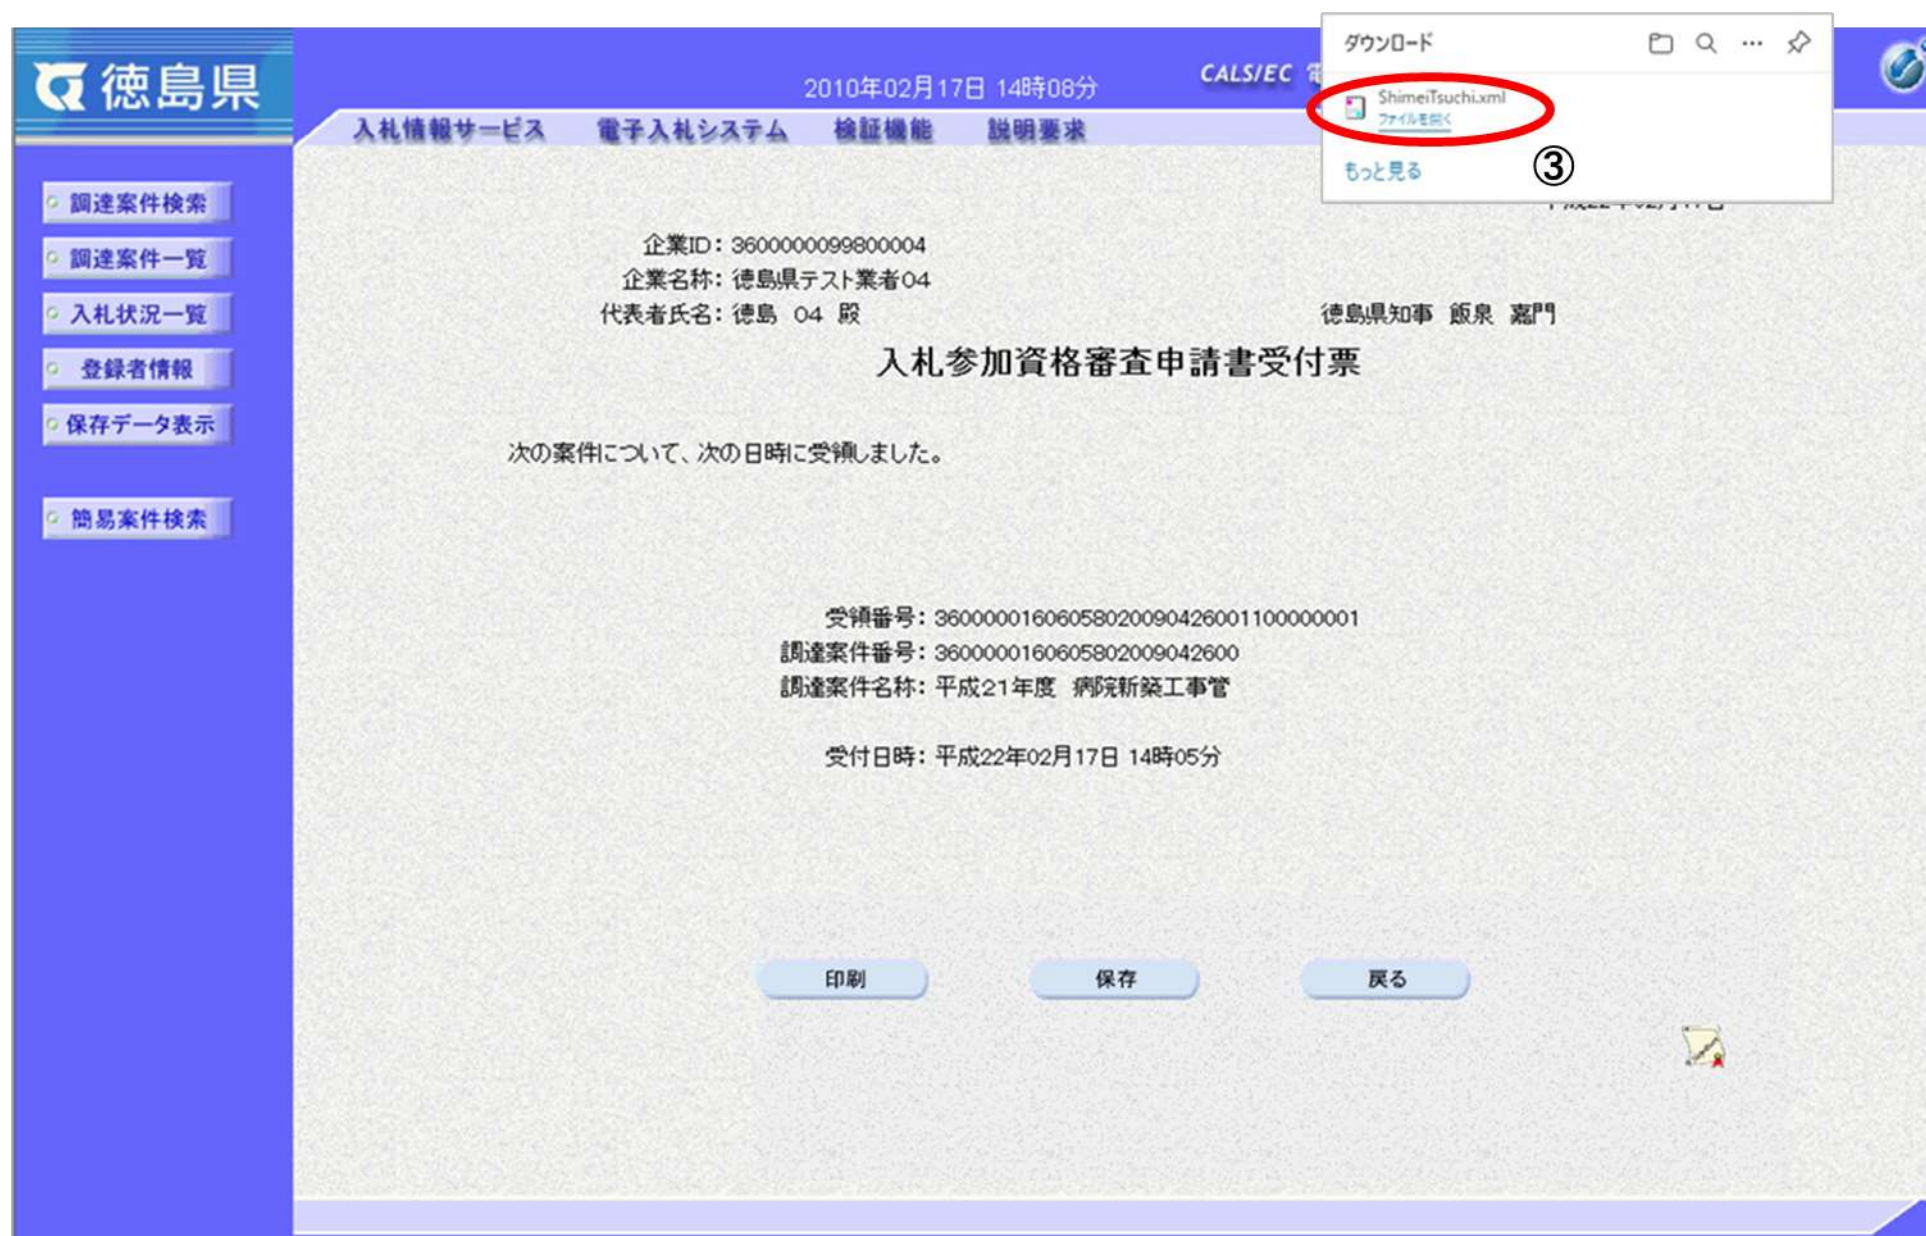 徳島県
2010年02月17日 14時08分
CALS/EC 電
ダウンロード
ShimeiTsuchi.xml
ファイルを開く
もっと見る
③
入札情報サービス 電子入札システム 検証機能 説明要求
調達案件検索
調達案件一覧
入札状況一覧
登録者情報
保存データ表示
簡易案件検索
平成22年02月17日
企業ID: 3600000099800004
企業名称: 徳島県テスト業者04
代表者氏名: 徳島 04 殿
徳島県知事 飯泉 嘉門
入札参加資格審査申請書受付票
次の案件について、次の日時に受領しました。
受領番号: 36000001606058020090426001100000001
調達案件番号: 3600000160605802009042600
調達案件名称: 平成21年度 病院新築工事管
受付日時: 平成22年02月17日 14時05分
印刷 保存 戻る